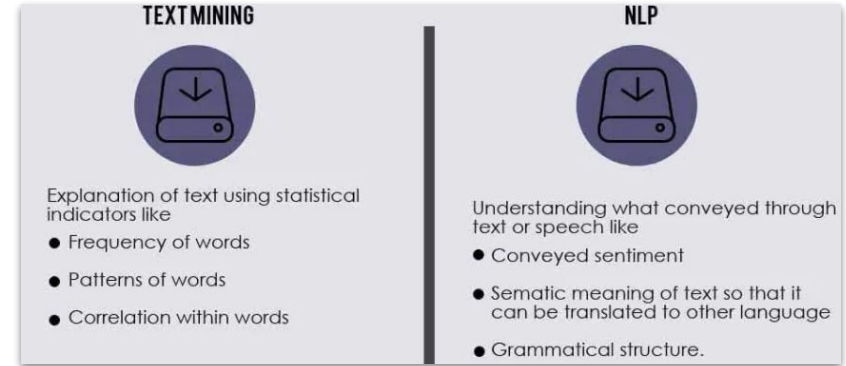 TEXT MINING
Explanation of text using statistical
indicators like
● Frequency of words
● Patterns of words
● Correlation within words
NLP
Understanding what conveyed through
text or speech like
● Conveyed sentiment
● Sematic meaning of text so that it
can be translated to other language
● Grammatical structure.